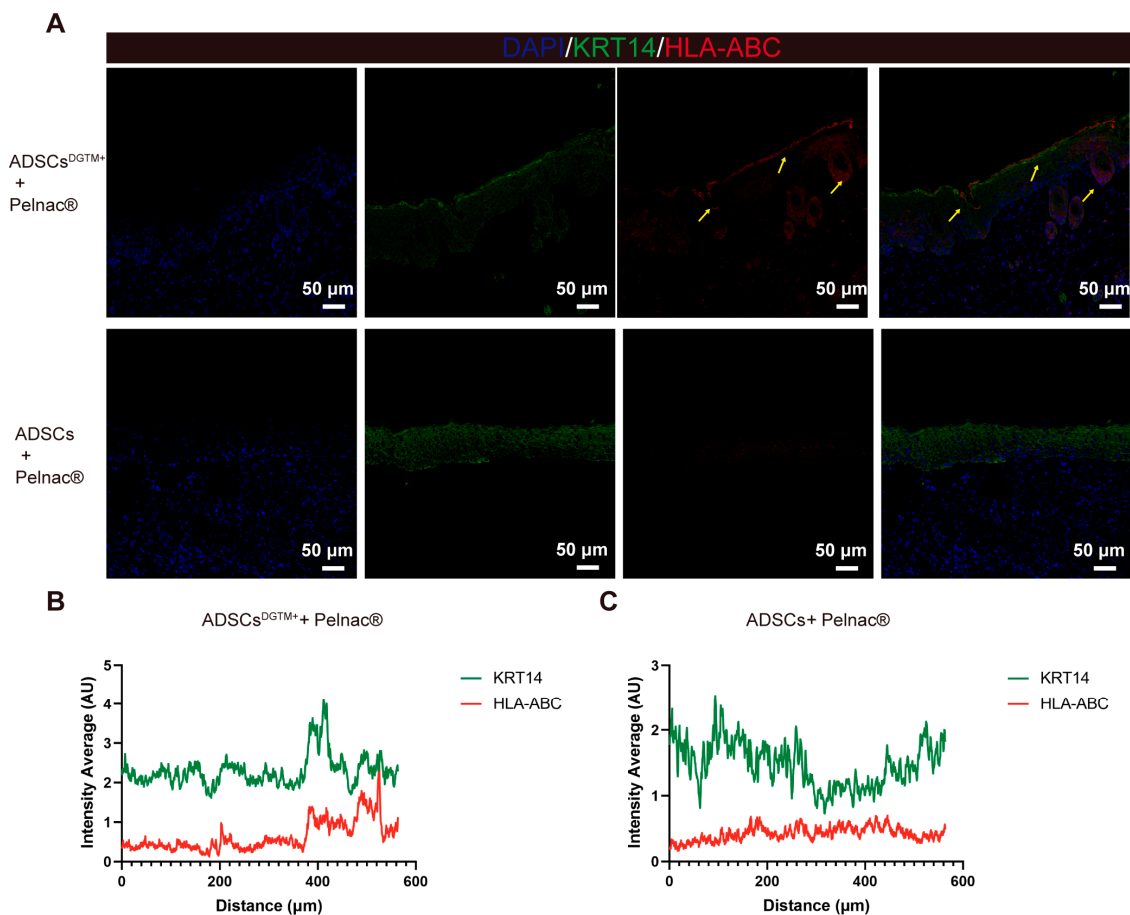 A
DAPI/KRT14/HLA-ABC
ADSCsDGTM+
+
Pelnac®
50 µm
50 µm
50 µm
50 µm
ADSCs
+
Pelnac®
50 µm
50 µm
50 µm
50 µm
B
ADSCsDGTM+ + Pelnac®
Intensity Average (AU)
5
4
3
2
1
0
0
200
400
600
Distance (µm)
KRT14
HLA-ABC
C
ADSCs+ Pelnac®
Intensity Average (AU)
3
2
1
0
0
200
400
600
Distance (µm)
KRT14
HLA-ABC